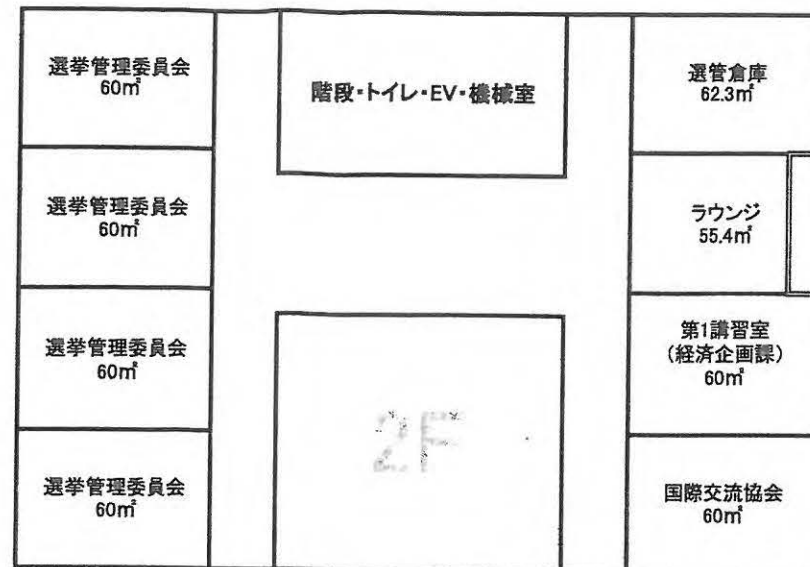 選挙管理委員会
60㎡
階段・トイレ・EV・機械室
選管倉庫
62.3㎡
選挙管理委員会
60㎡
ラウンジ
55.4㎡
選挙管理委員会
60㎡
第1講習室
(経済企画課)
60㎡
2F
選挙管理委員会
60㎡
国際交流協会
60㎡